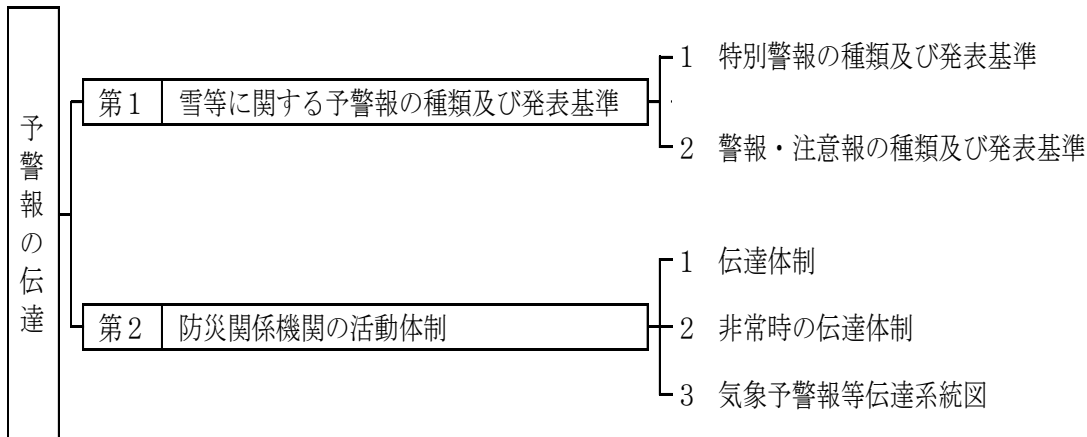 予警報の伝達
第1 雪等に関する予警報の種類及び発表基準
1 特別警報の種類及び発表基準
2 警報・注意報の種類及び発表基準
第2 防災関係機関の活動体制
1 伝達体制
2 非常時の伝達体制
3 気象予警報等伝達系統図